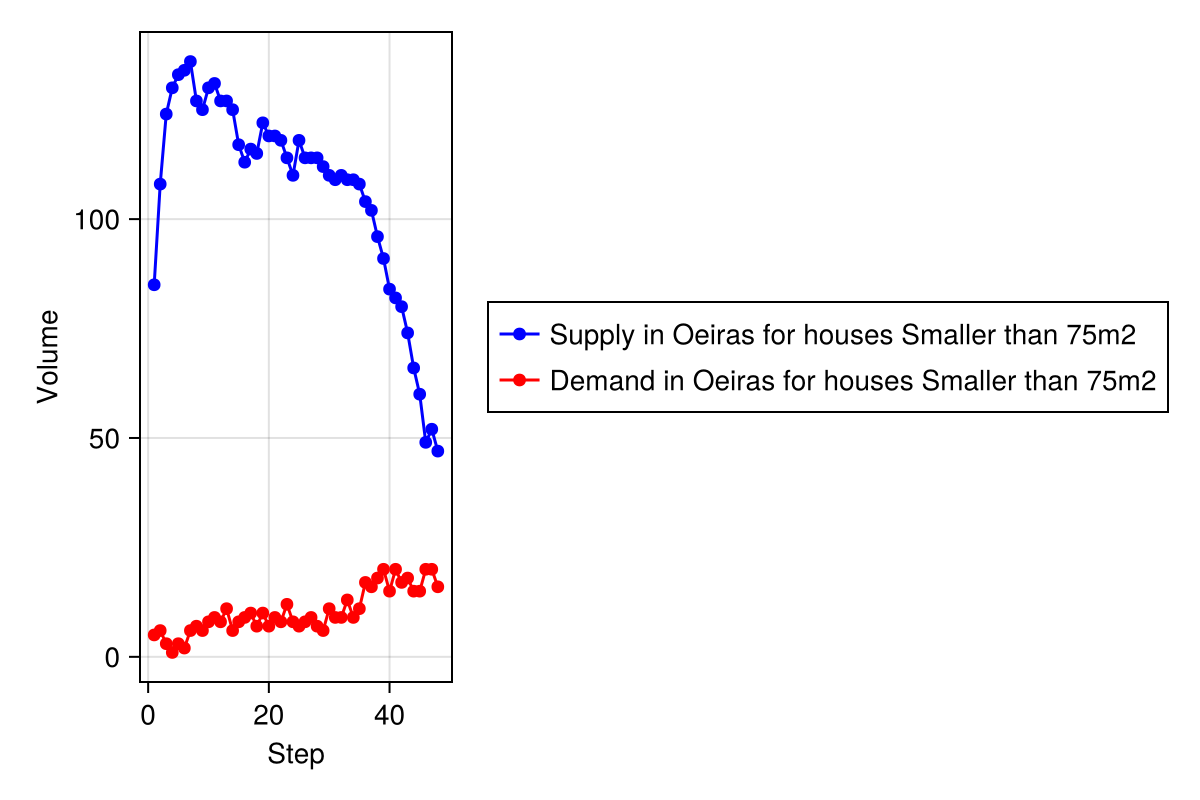 Volume
100
50
0
0 20 40
Step
Supply in Oeiras for houses Smaller than 75m2
Demand in Oeiras for houses Smaller than 75m2